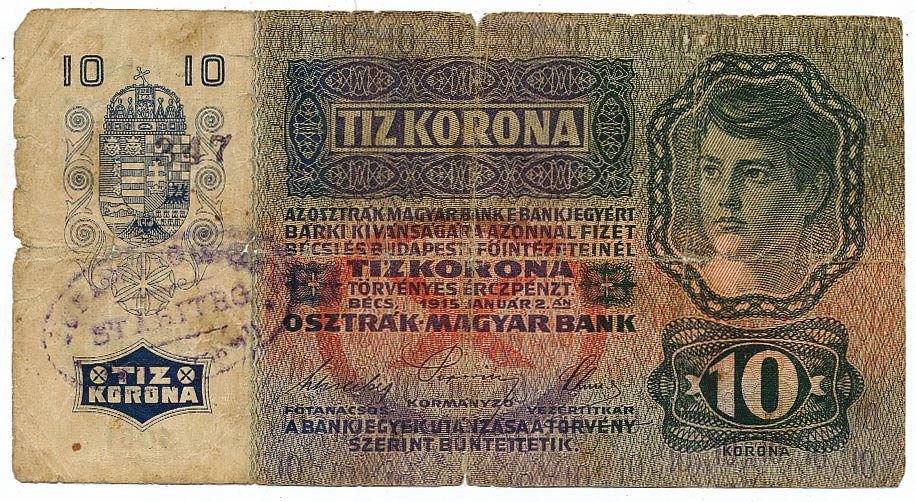 10 10
TIZ KORONA
AZ OSZTRÁK MAGYAR BANK E BANKJEGYÉRT
BÁRKI KIVÁNSÁGÁRA AZONNAL FIZET
BÉCSI ÉS BUDAPESTI FŐINTÉZETEINÉL
TIZ KORONA
TÖRVÉNYES ÉRCZPÉNZT.
BÉCS, 1915 JANUÁR 2.ÁN
OSZTRÁK-MAGYAR BANK
FŐTANÁCSOS
KORMÁNYZÓ
VEZÉRTITKÁR
A BANKJEGYEK UTÁNZÁSA A TÖRVÉNY
SZERINT BÜNTETTETIK.
TIZ
KORONA
10
KORONA